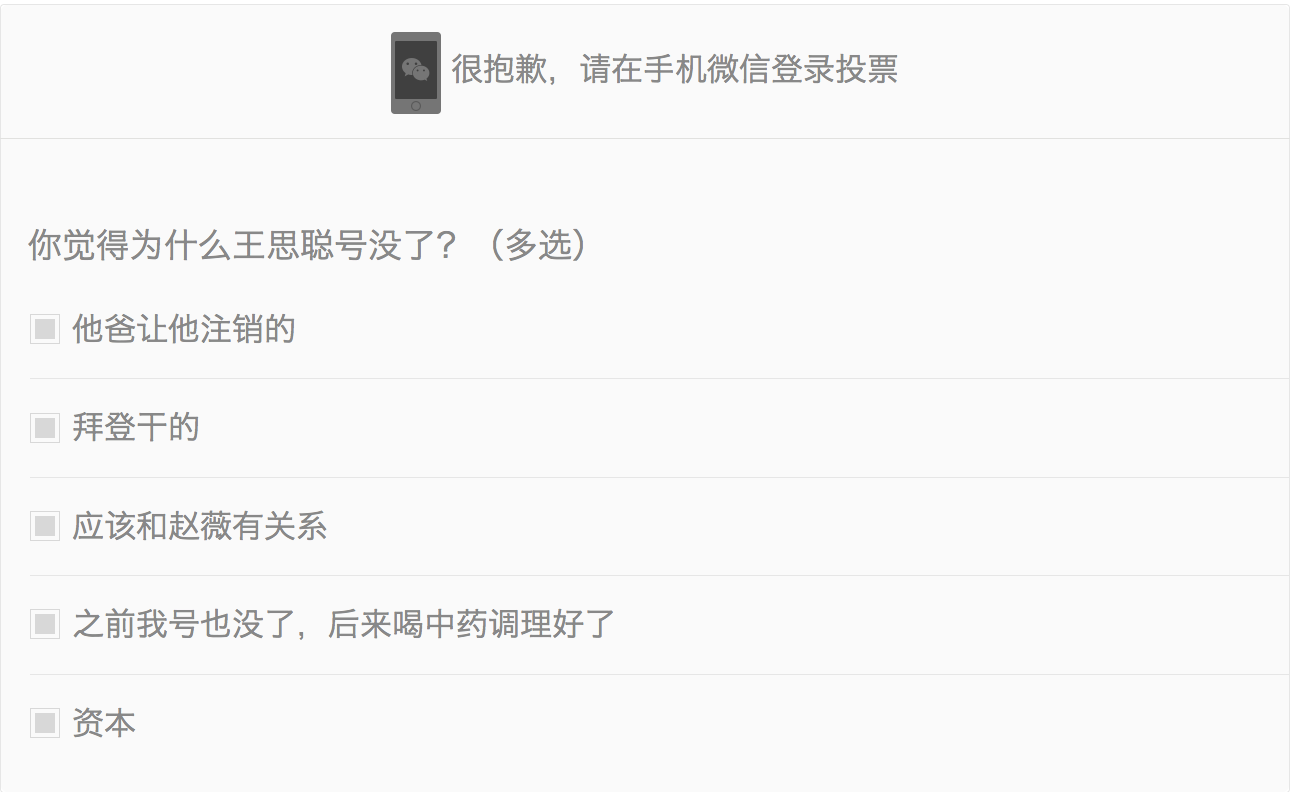 很抱歉，请在手机微信登录投票
你觉得为什么王思聪号没了？（多选）
他爸让他注销的
拜登干的
应该和赵薇有关系
之前我号也没了，后来喝中药调理好了
资本